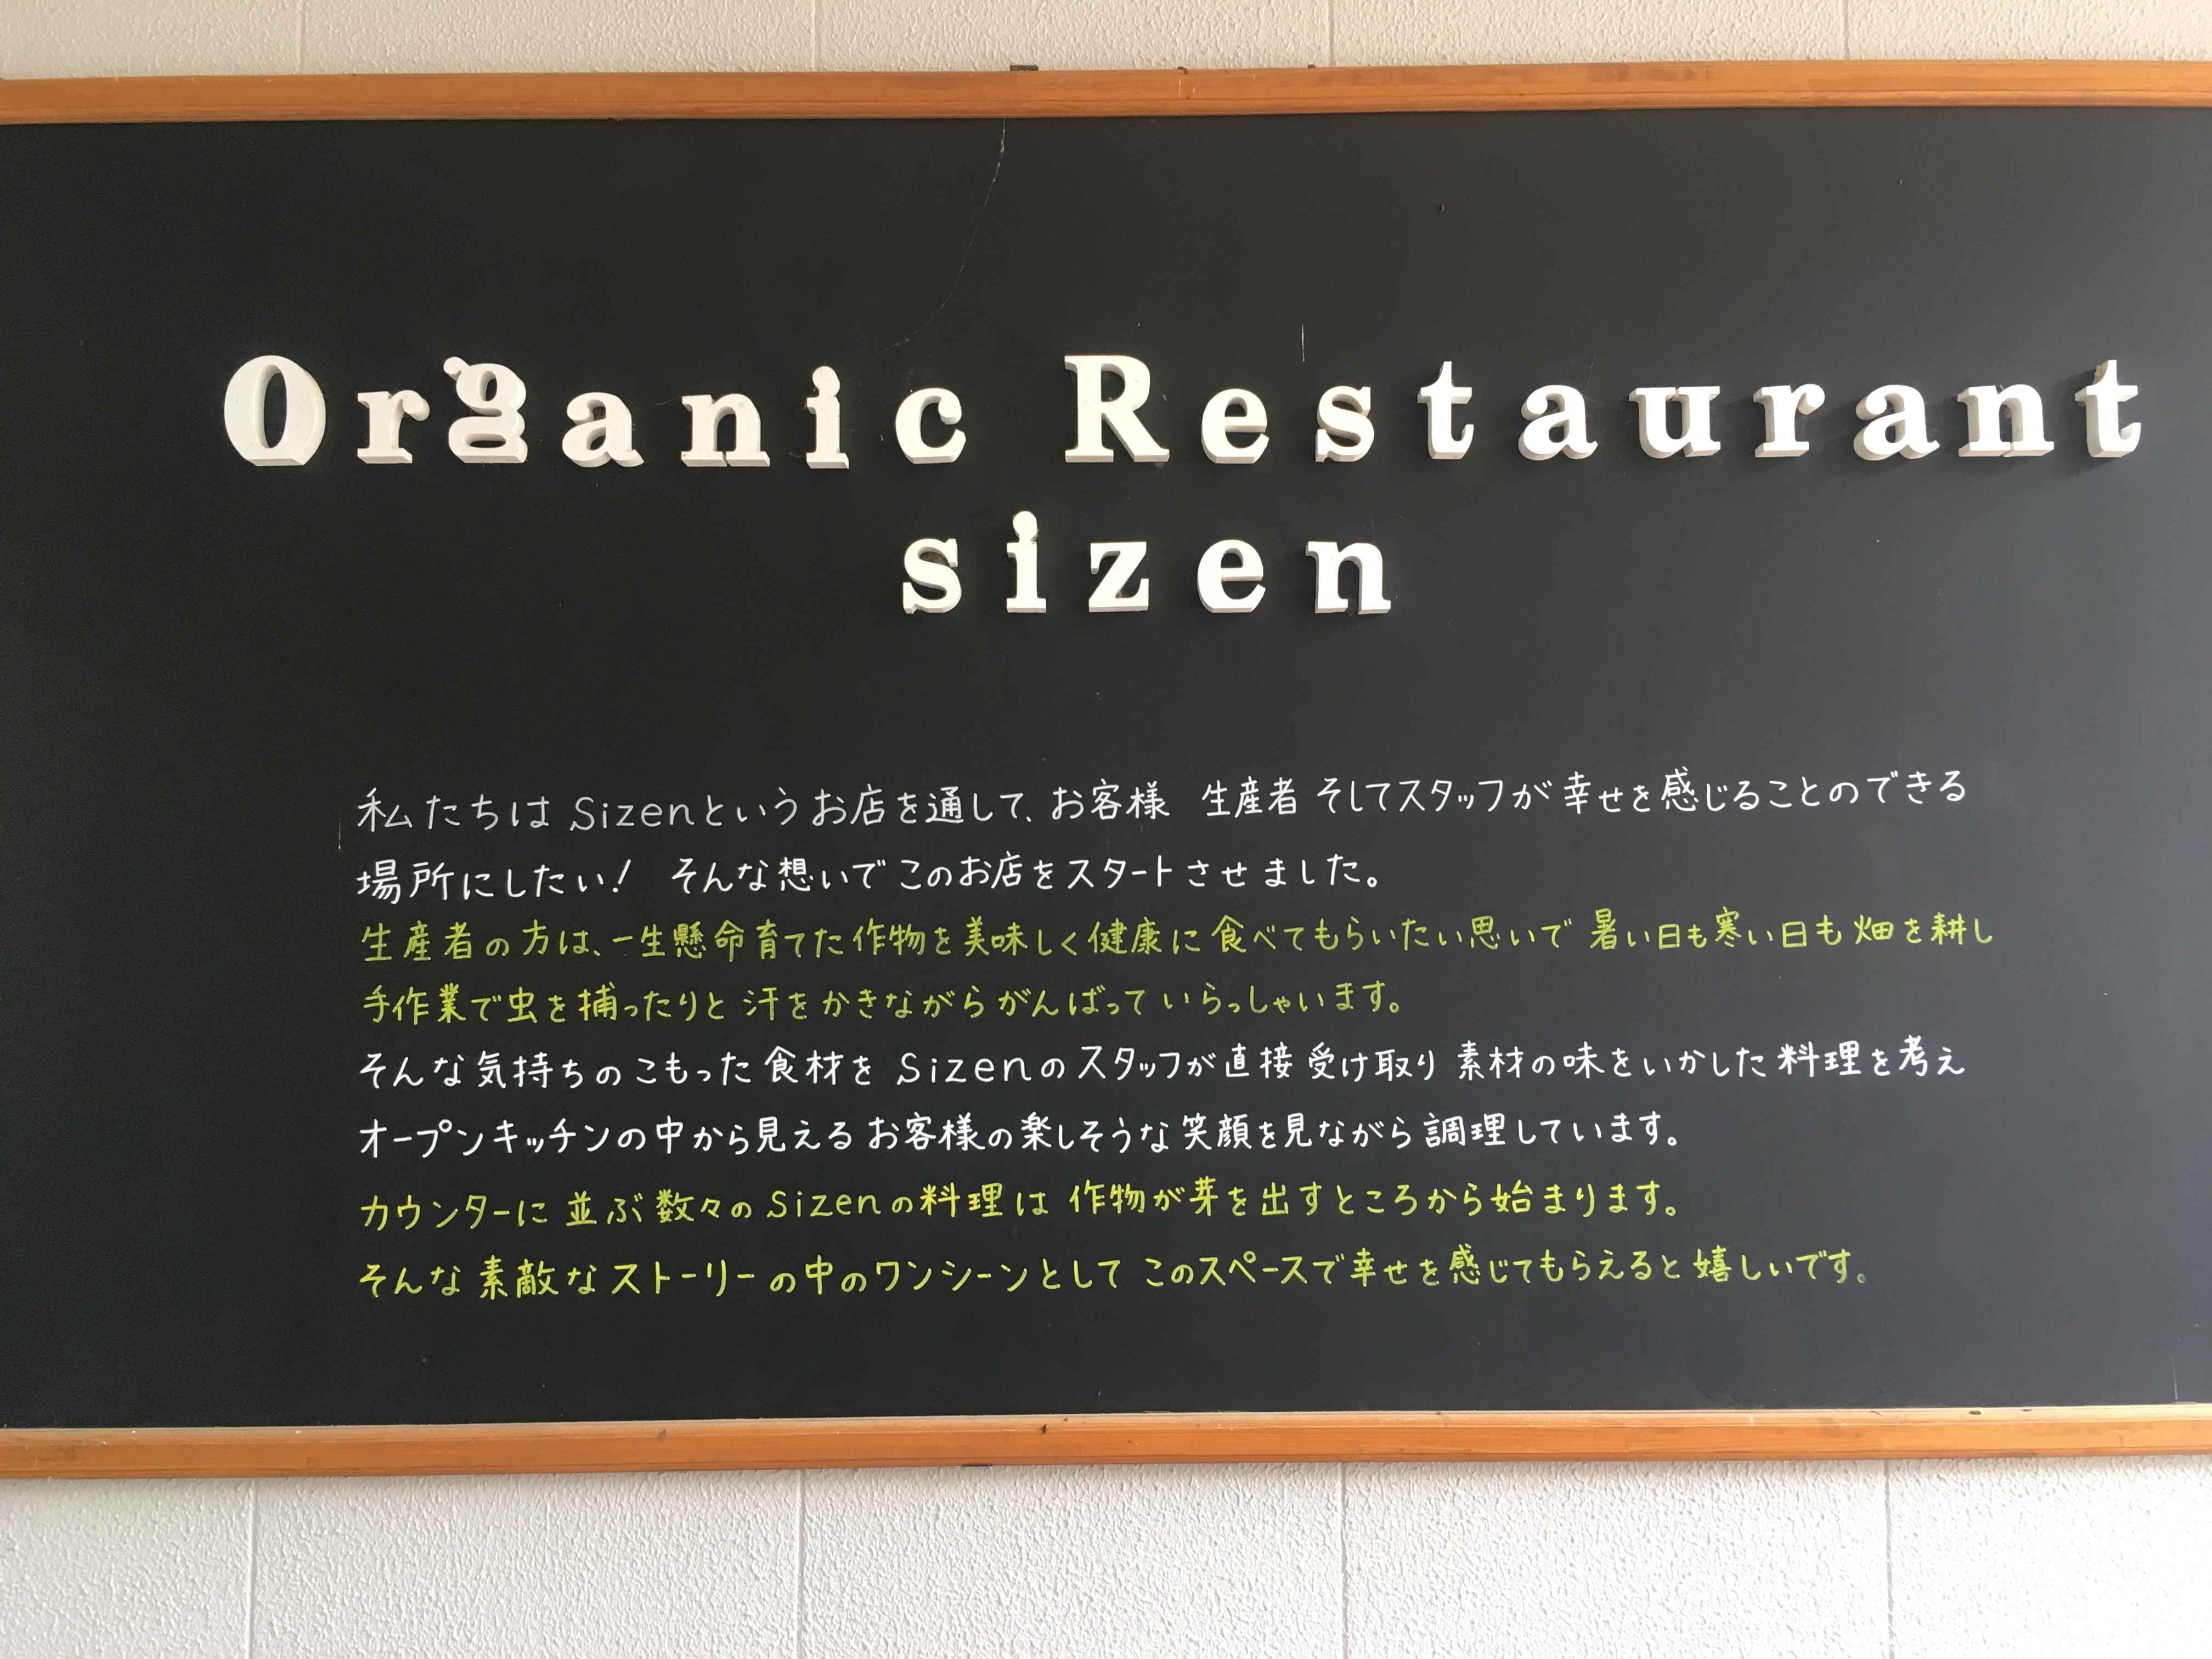 Organic Restaurant
sizen
私たちは Sizenというお店を通して、お客様 生産者 そしてスタッフが幸せを感じることのできる
場所にしたい! そんな想いでこのお店をスタートさせました。
生産者の方は、一生懸命育てた作物を美味しく健康に食べてもらいたい思いで 暑い日も寒い日も畑を耕し
手作業で虫を捕ったりと 汗をかきながらがんばっていらっしゃいます。
そんな気持ちのこもった食材を Sizenのスタッフが直接受け取り 素材の味をいかした料理を考え
オープンキッチンの中から見えるお客様の楽しそうな笑顔を見ながら調理しています。
カウンターに並ぶ数々のSizenの料理は 作物が芽を出すところから始まります。
そんな素敵なストーリーの中のワンシーンとして このスペースで幸せを感じてもらえると嬉しいです。